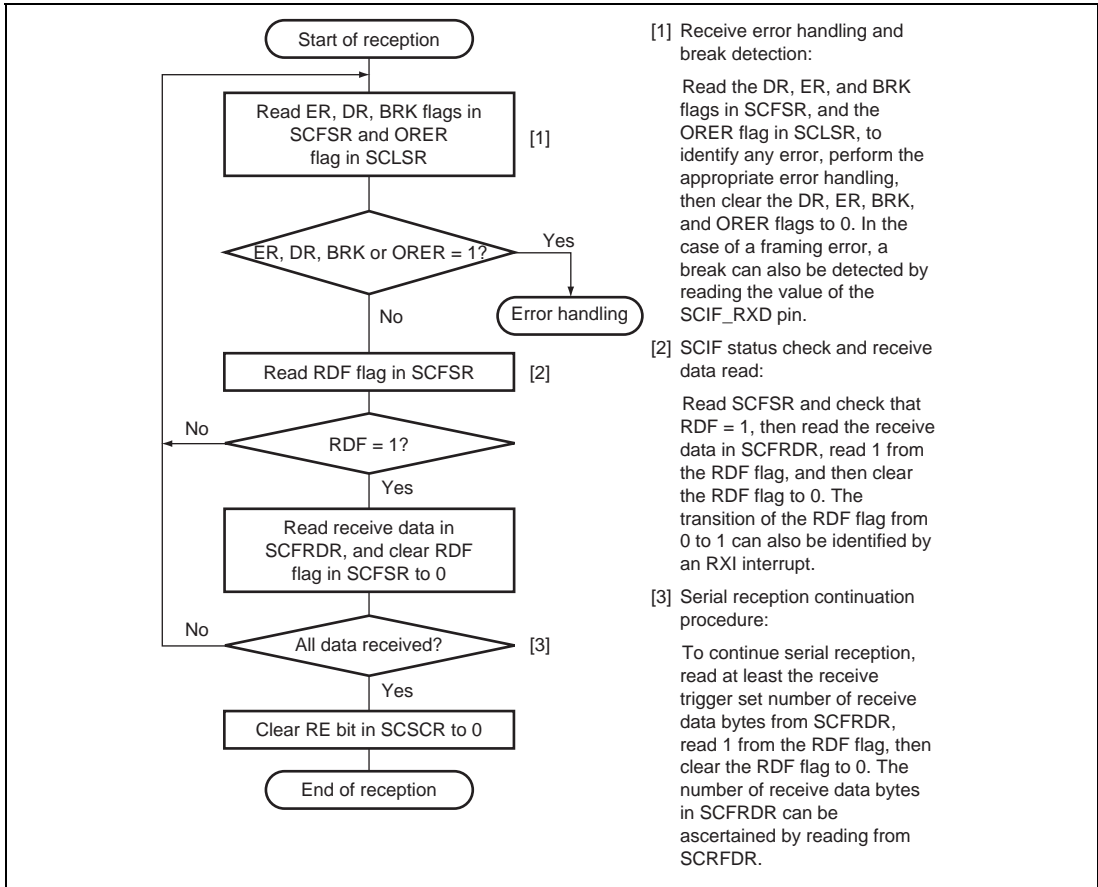 Start of reception
Read ER, DR, BRK flags in
SCFSR and ORER
flag in SCLSR
[1]
ER, DR, BRK or ORER = 1?
Yes
Error handling
No
Read RDF flag in SCFSR
[2]
No
RDF = 1?
Yes
Read receive data in
SCFRDR, and clear RDF
flag in SCFSR to 0
No
All data received?
[3]
Yes
Clear RE bit in SCSCR to 0
End of reception
[1] Receive error handling and
break detection:
Read the DR, ER, and BRK
flags in SCFSR, and the
ORER flag in SCLSR, to
identify any error, perform the
appropriate error handling,
then clear the DR, ER, BRK,
and ORER flags to 0. In the
case of a framing error, a
break can also be detected by
reading the value of the
SCIF_RXD pin.
[2] SCIF status check and receive
data read:
Read SCFSR and check that
RDF = 1, then read the receive
data in SCFRDR, read 1 from
the RDF flag, and then clear
the RDF flag to 0. The
transition of the RDF flag from
0 to 1 can also be identified by
an RXI interrupt.
[3] Serial reception continuation
procedure:
To continue serial reception,
read at least the receive
trigger set number of receive
data bytes from SCFRDR,
read 1 from the RDF flag, then
clear the RDF flag to 0. The
number of receive data bytes
in SCFRDR can be
ascertained by reading from
SCRFDR.